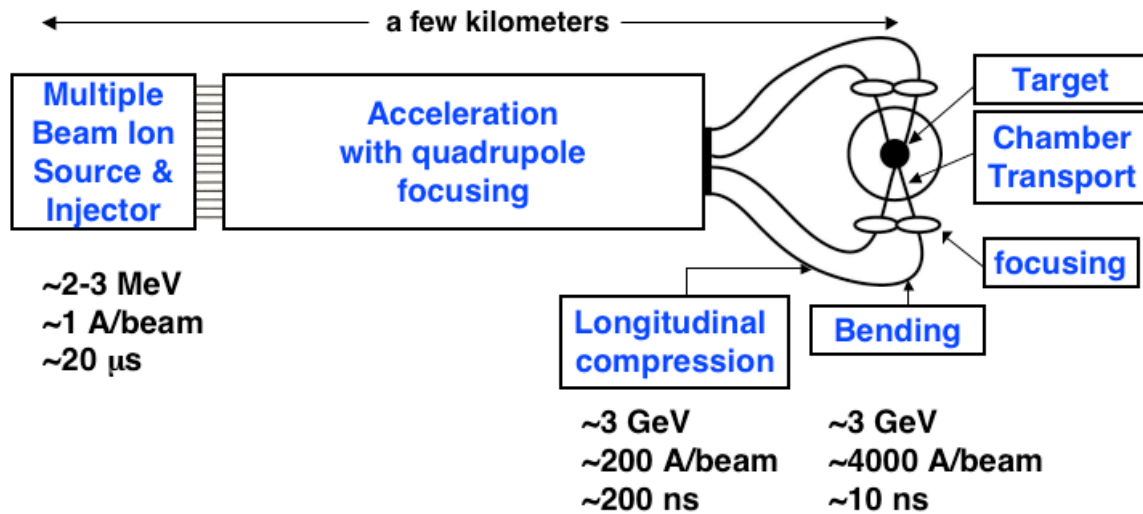 a few kilometers
Multiple
Beam Ion
Source &
Injector
Acceleration
with quadrupole
focusing
Target
Chamber
Transport
focusing
Longitudinal
compression
Bending
~2-3 MeV
~1 A/beam
~20 μs
~3 GeV
~200 A/beam
~200 ns
~3 GeV
~4000 A/beam
~10 ns